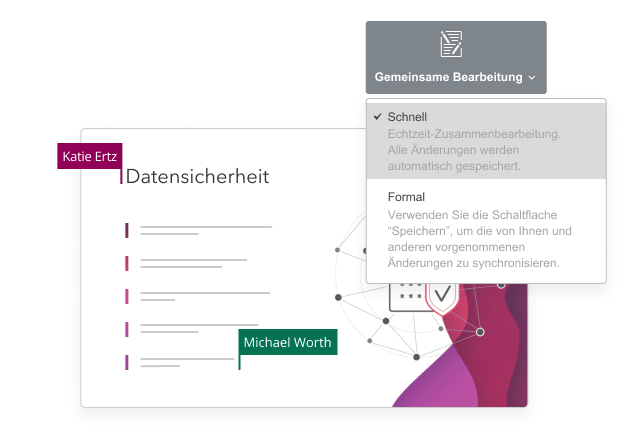 Gemeinsame Bearbeitung
Schnell
Echtzeit-Zusammenbearbeitung.
Alle Änderungen werden
automatisch gespeichert.
Formal
Verwenden Sie die Schaltflache
“Speichern”, um die von Ihnen und
anderen vorgenommenen
Änderungen zu synchronisieren.
Katie Ertz
Datensicherheit
***
***
Michael Worth